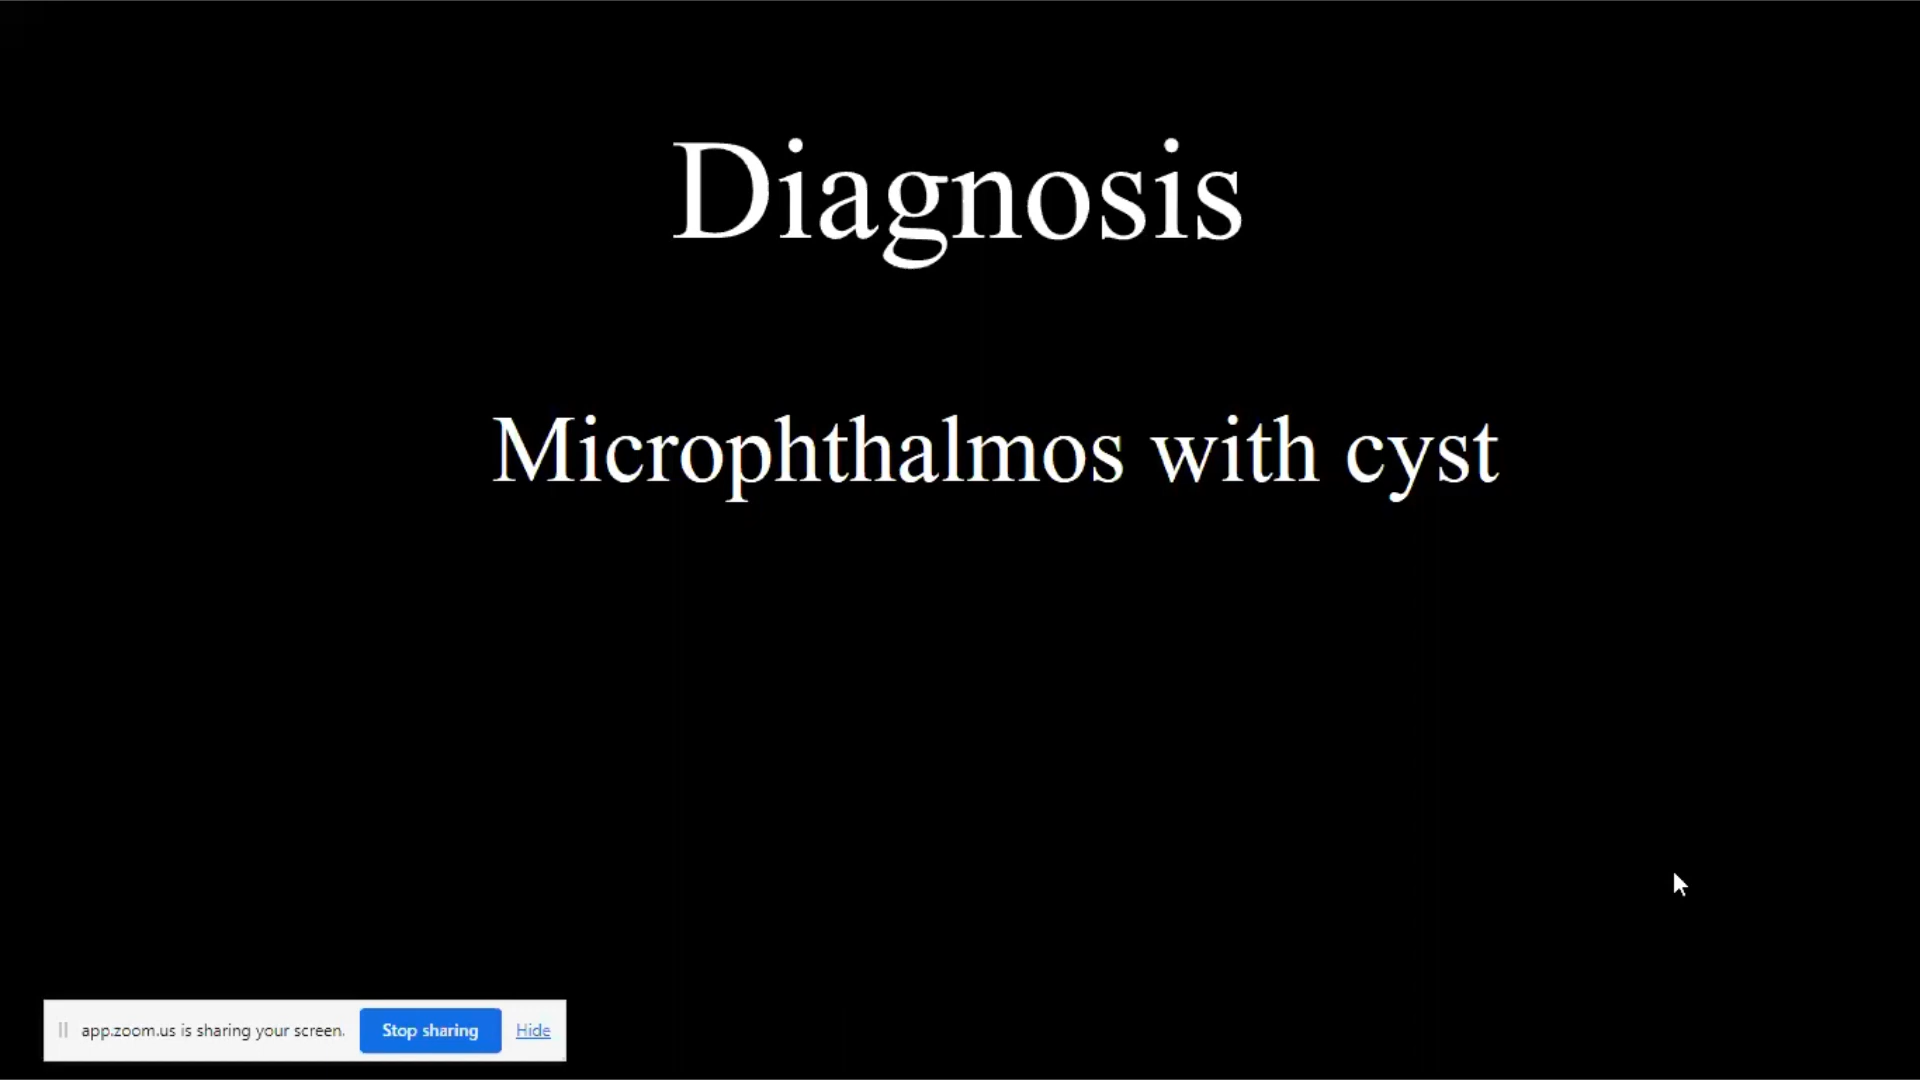 Diagnosis
Microphthalmos with cyst
app.zoom.us is sharing your screen. Stop sharing Hide